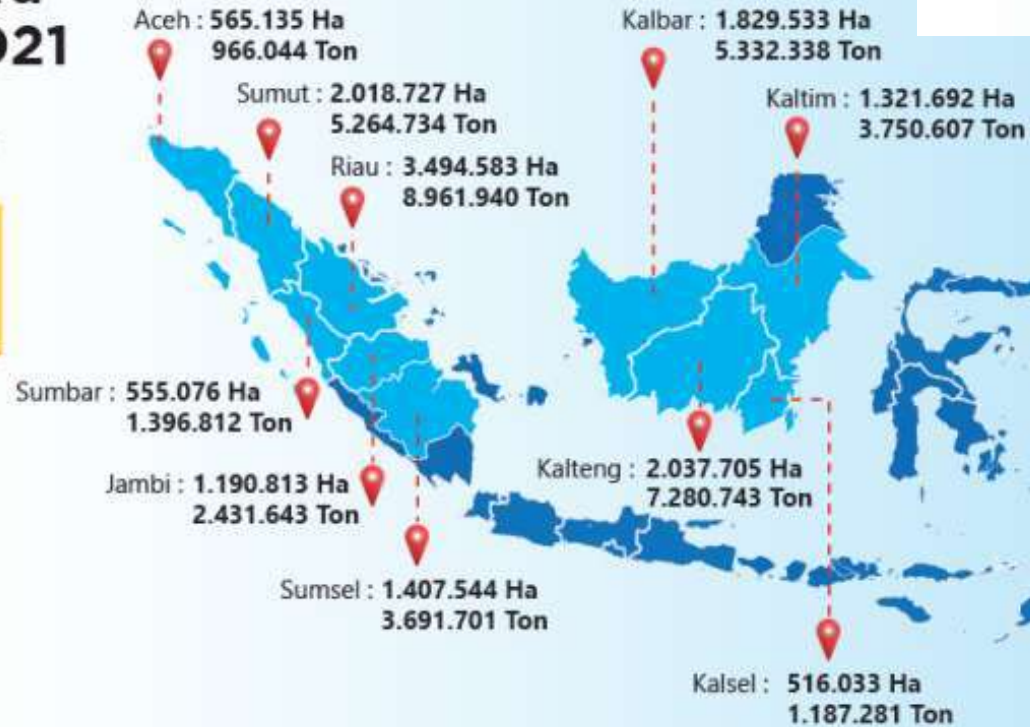 021
Aceh : 565.135 Ha
966.044 Ton
Sumut : 2.018.727 Ha
5.264.734 Ton
Riau : 3.494.583 Ha
8.961.940 Ton
Kalbar : 1.829.533 Ha
5.332.338 Ton
Kaltim : 1.321.692 Ha
3.750.607 Ton
Sumbar : 555.076 Ha
1.396.812 Ton
Jambi : 1.190.813 Ha
2.431.643 Ton
Sumsel : 1.407.544 Ha
3.691.701 Ton
Kalteng : 2.037.705 Ha
7.280.743 Ton
Kalsel : 516.033 Ha
1.187.281 Ton